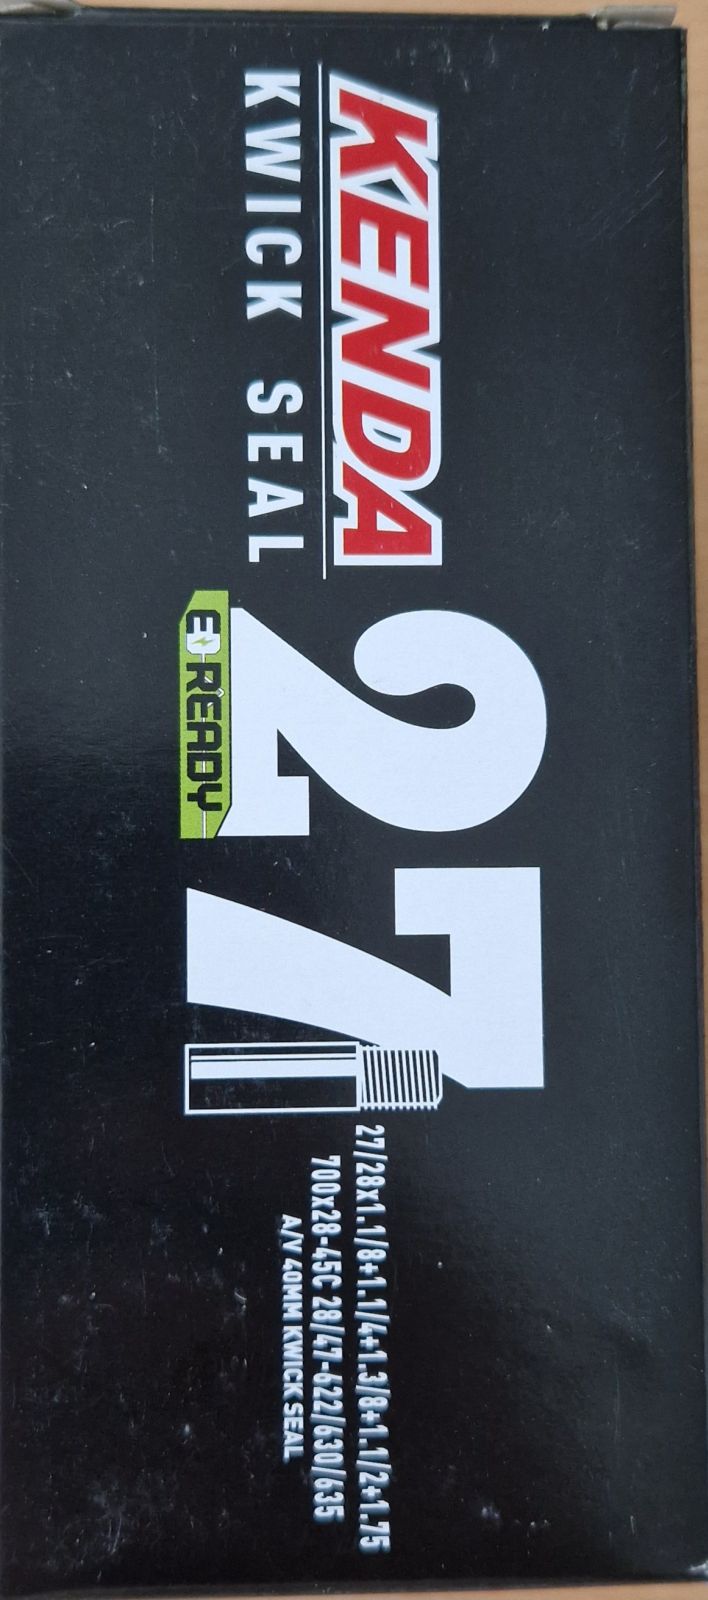 KENDA
KWICK SEAL
27
E READY
27/28x1.1/8+1.1/4+1.3/8+1.1/2+1.75
700x28-45C 28/47-622/630/635
A/V 40MM KWICK SEAL